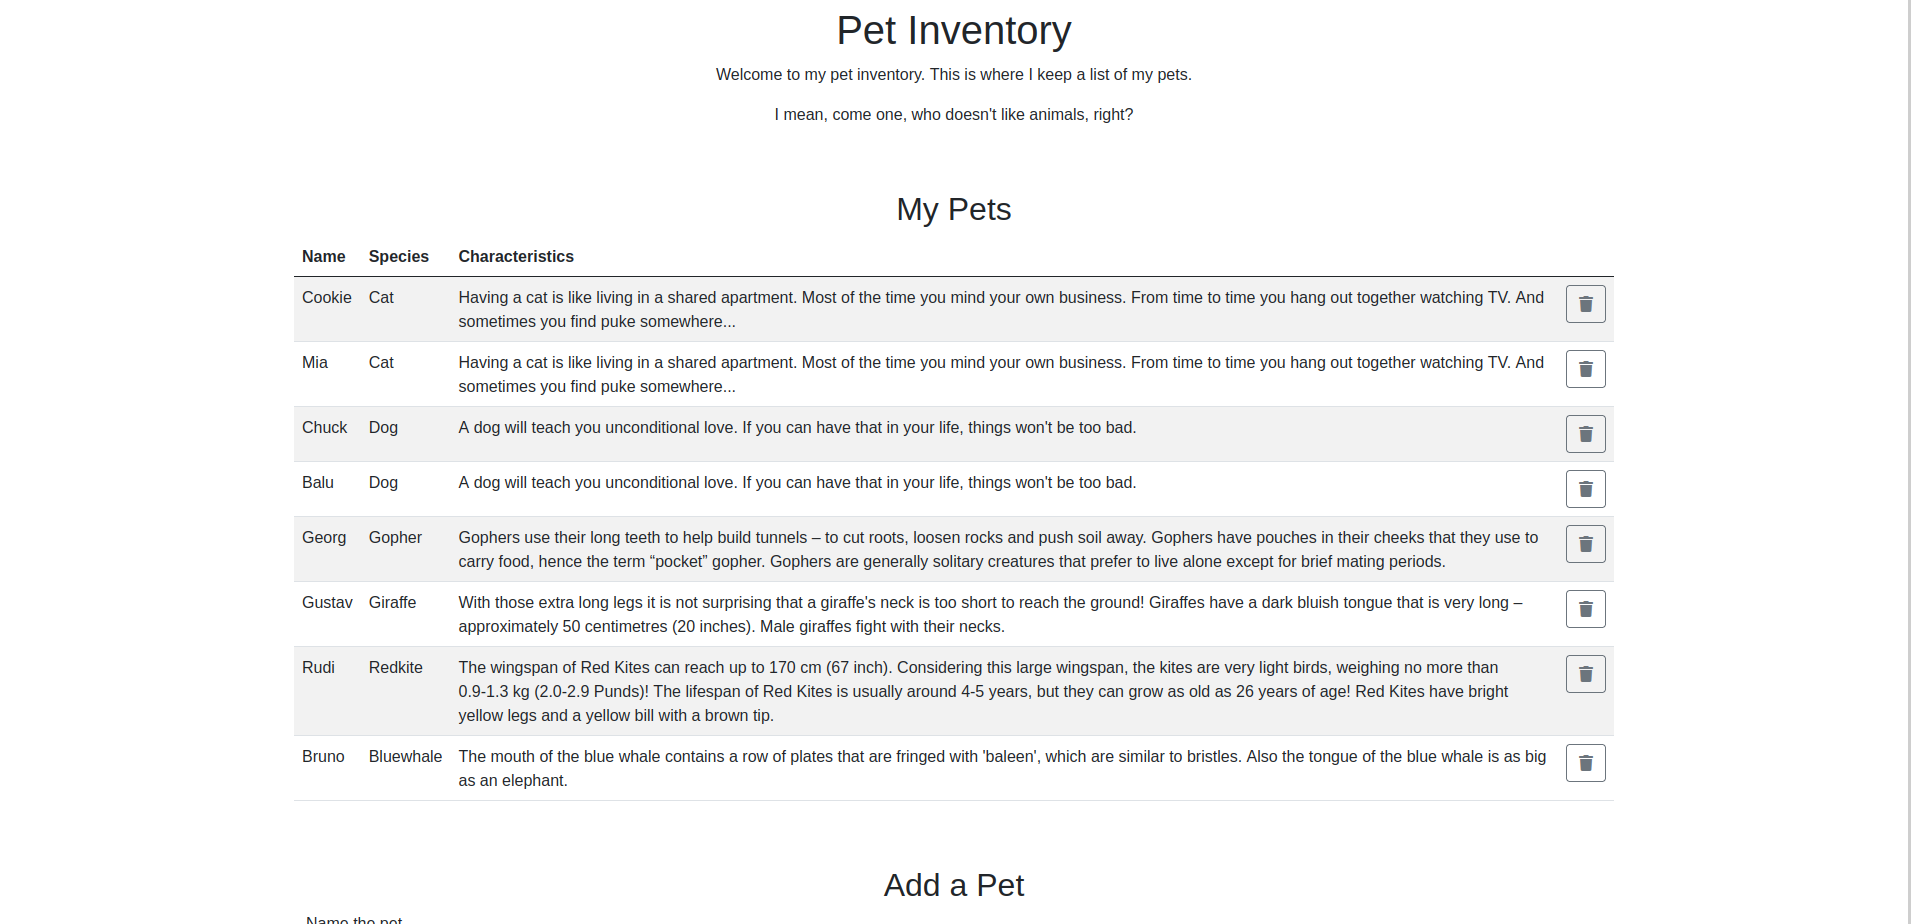 Pet Inventory
Welcome to my pet inventory. This is where I keep a list of my pets.
I mean, come one, who doesn't like animals, right?
My Pets
Name Species Characteristics
Cookie Cat Having a cat is like living in a shared apartment. Most of the time you mind your own business. From time to time you hang out together watching TV. And
sometimes you find puke somewhere...
Mia Cat Having a cat is like living in a shared apartment. Most of the time you mind your own business. From time to time you hang out together watching TV. And
sometimes you find puke somewhere...
Chuck Dog A dog will teach you unconditional love. If you can have that in your life, things won't be too bad.
Balu Dog A dog will teach you unconditional love. If you can have that in your life, things won't be too bad.
Georg Gopher Gophers use their long teeth to help build tunnels – to cut roots, loosen rocks and push soil away. Gophers have pouches in their cheeks that they use to
carry food, hence the term “pocket” gopher. Gophers are generally solitary creatures that prefer to live alone except for brief mating periods.
Gustav Giraffe With those extra long legs it is not surprising that a giraffe's neck is too short to reach the ground! Giraffes have a dark bluish tongue that is very long –
approximately 50 centimetres (20 inches). Male giraffes fight with their necks.
Rudi Redkite The wingspan of Red Kites can reach up to 170 cm (67 inch). Considering this large wingspan, the kites are very light birds, weighing no more than
0.9-1.3 kg (2.0-2.9 Punds)! The lifespan of Red Kites is usually around 4-5 years, but they can grow as old as 26 years of age! Red Kites have bright
yellow legs and a yellow bill with a brown tip.
Bruno Bluewhale The mouth of the blue whale contains a row of plates that are fringed with 'baleen', which are similar to bristles. Also the tongue of the blue whale is as big
as an elephant.
Add a Pet
Name the pet